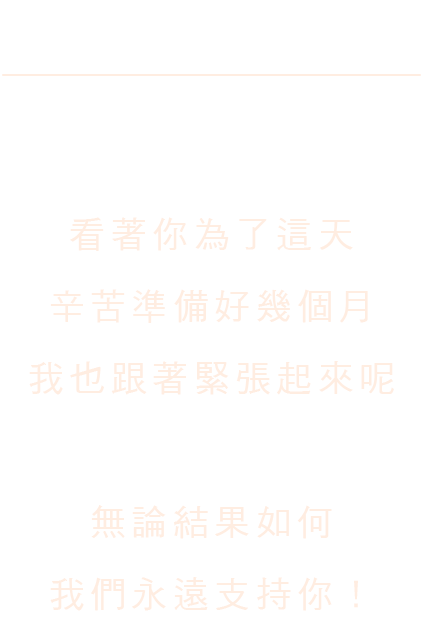 看著你為了這天
辛苦準備好幾個月
我也跟著緊張起來呢
無論結果如何
我們永遠支持你！